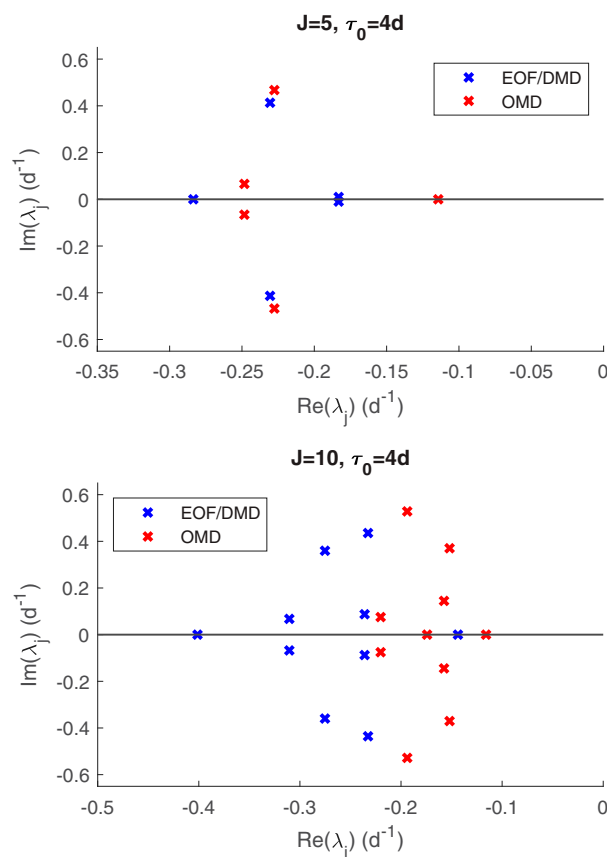 J=5, τ₀=4d
0.6
0.4
0.2
0
-0.2
-0.4
-0.6
Im(λⱼ) (d⁻¹)
EOF/DMD
OMD
-0.35 -0.3 -0.25 -0.2 -0.15 -0.1 -0.05 0
Re(λⱼ) (d⁻¹)
J=10, τ₀=4d
0.6
0.4
0.2
0
-0.2
-0.4
-0.6
Im(λⱼ) (d⁻¹)
EOF/DMD
OMD
-0.5 -0.4 -0.3 -0.2 -0.1 0
Re(λⱼ) (d⁻¹)